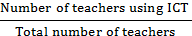 Number of teachers using ICT
Total number of teachers